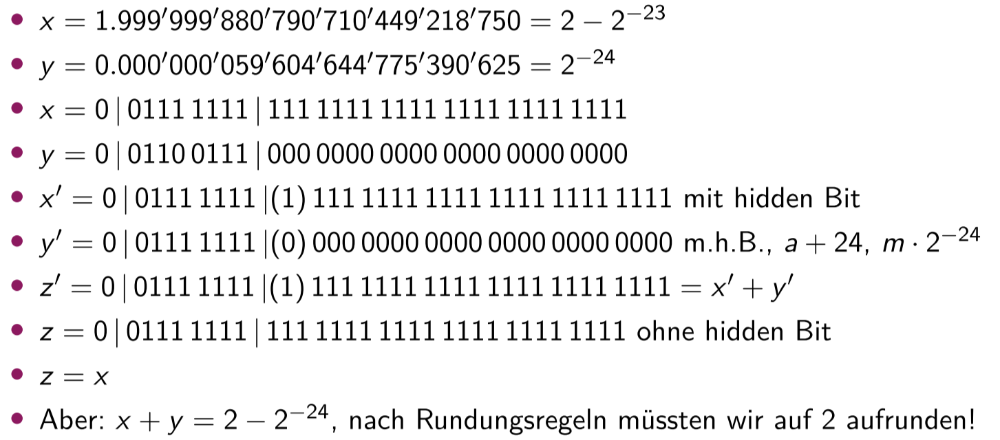 • x = 1.999′999′880′790′710′449′218′750 = 2 − 2⁻²³
• y = 0.000′000′059′604′644′775′390′625 = 2⁻²⁴
• x = 0 | 0111 1111 | 111 1111 1111 1111 1111 1111
• y = 0 | 0110 0111 | 000 0000 0000 0000 0000 0000
• x′ = 0 | 0111 1111 |(1) 111 1111 1111 1111 1111 1111 mit hidden Bit
• y′ = 0 | 0111 1111 |(0) 000 0000 0000 0000 0000 0000 m.h.B., a + 24, m · 2⁻²⁴
• z′ = 0 | 0111 1111 |(1) 111 1111 1111 1111 1111 1111 = x′ + y′
• z = 0 | 0111 1111 | 111 1111 1111 1111 1111 1111 ohne hidden Bit
• z = x
• Aber: x + y = 2 − 2⁻²⁴, nach Rundungsregeln müssten wir auf 2 aufrunden!